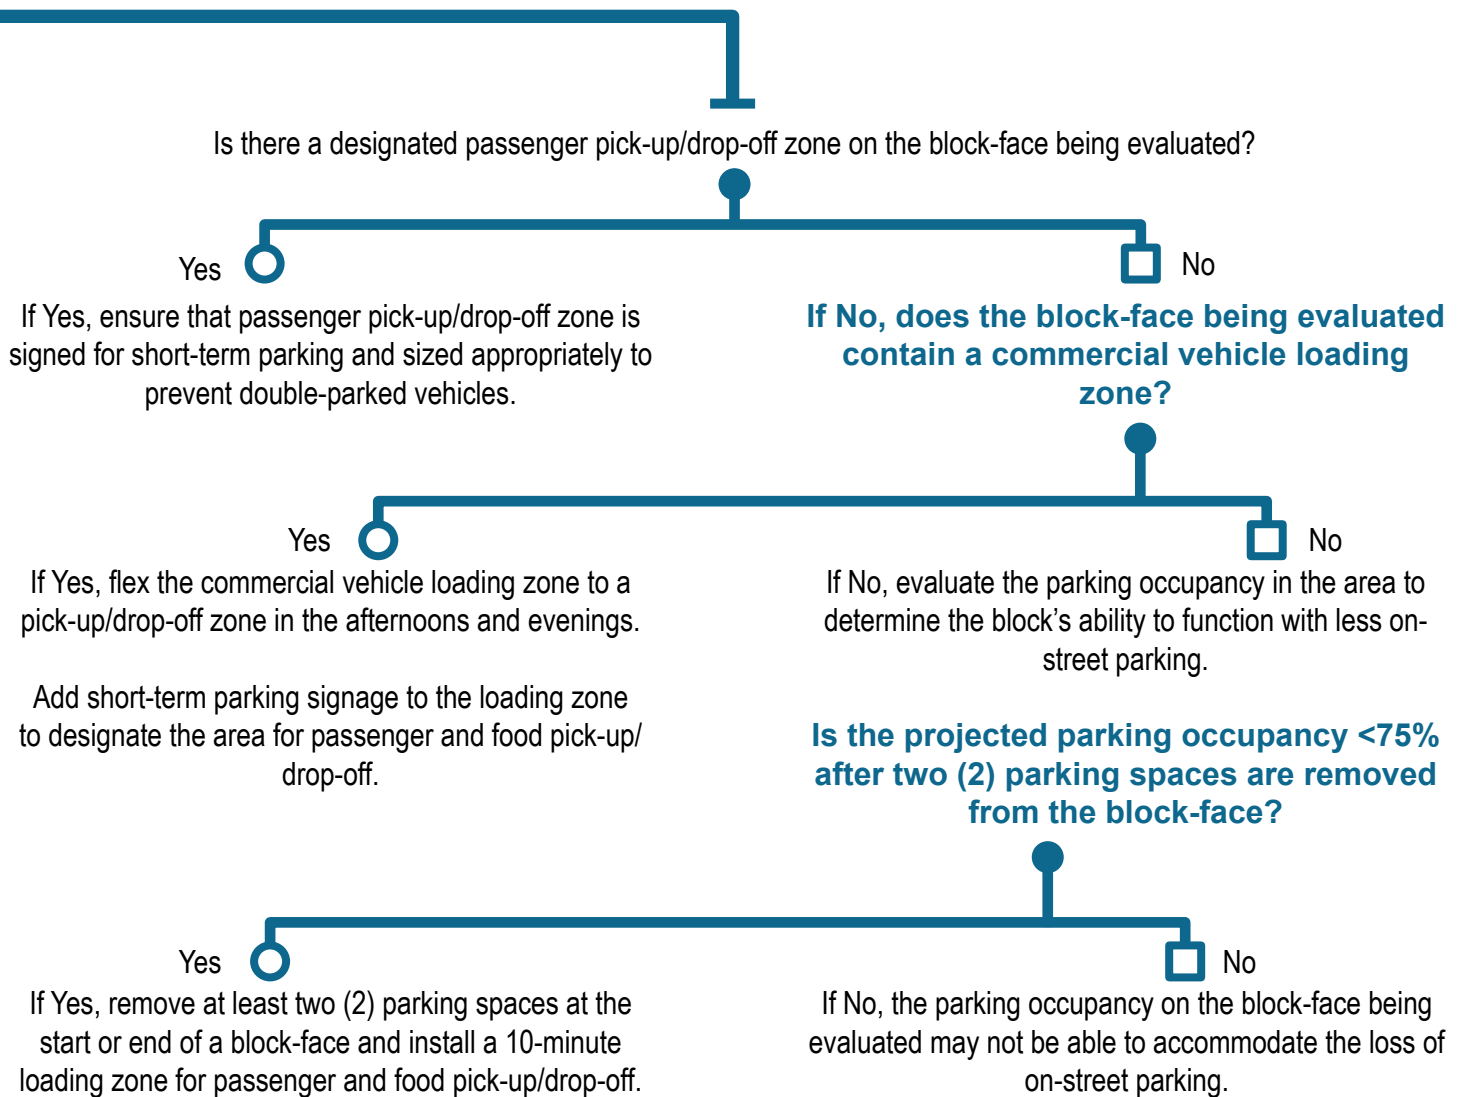 Is there a designated passenger pick-up/drop-off zone on the block-face being evaluated?
Yes
If Yes, ensure that passenger pick-up/drop-off zone is
signed for short-term parking and sized appropriately to
prevent double-parked vehicles.
No
If No, does the block-face being evaluated
contain a commercial vehicle loading
zone?
Yes
If Yes, flex the commercial vehicle loading zone to a
pick-up/drop-off zone in the afternoons and evenings.
Add short-term parking signage to the loading zone
to designate the area for passenger and food pick-up/
drop-off.
No
If No, evaluate the parking occupancy in the area to
determine the block’s ability to function with less on-
street parking.
Is the projected parking occupancy <75%
after two (2) parking spaces are removed
from the block-face?
Yes
If Yes, remove at least two (2) parking spaces at the
start or end of a block-face and install a 10-minute
loading zone for passenger and food pick-up/drop-off.
No
If No, the parking occupancy on the block-face being
evaluated may not be able to accommodate the loss of
on-street parking.